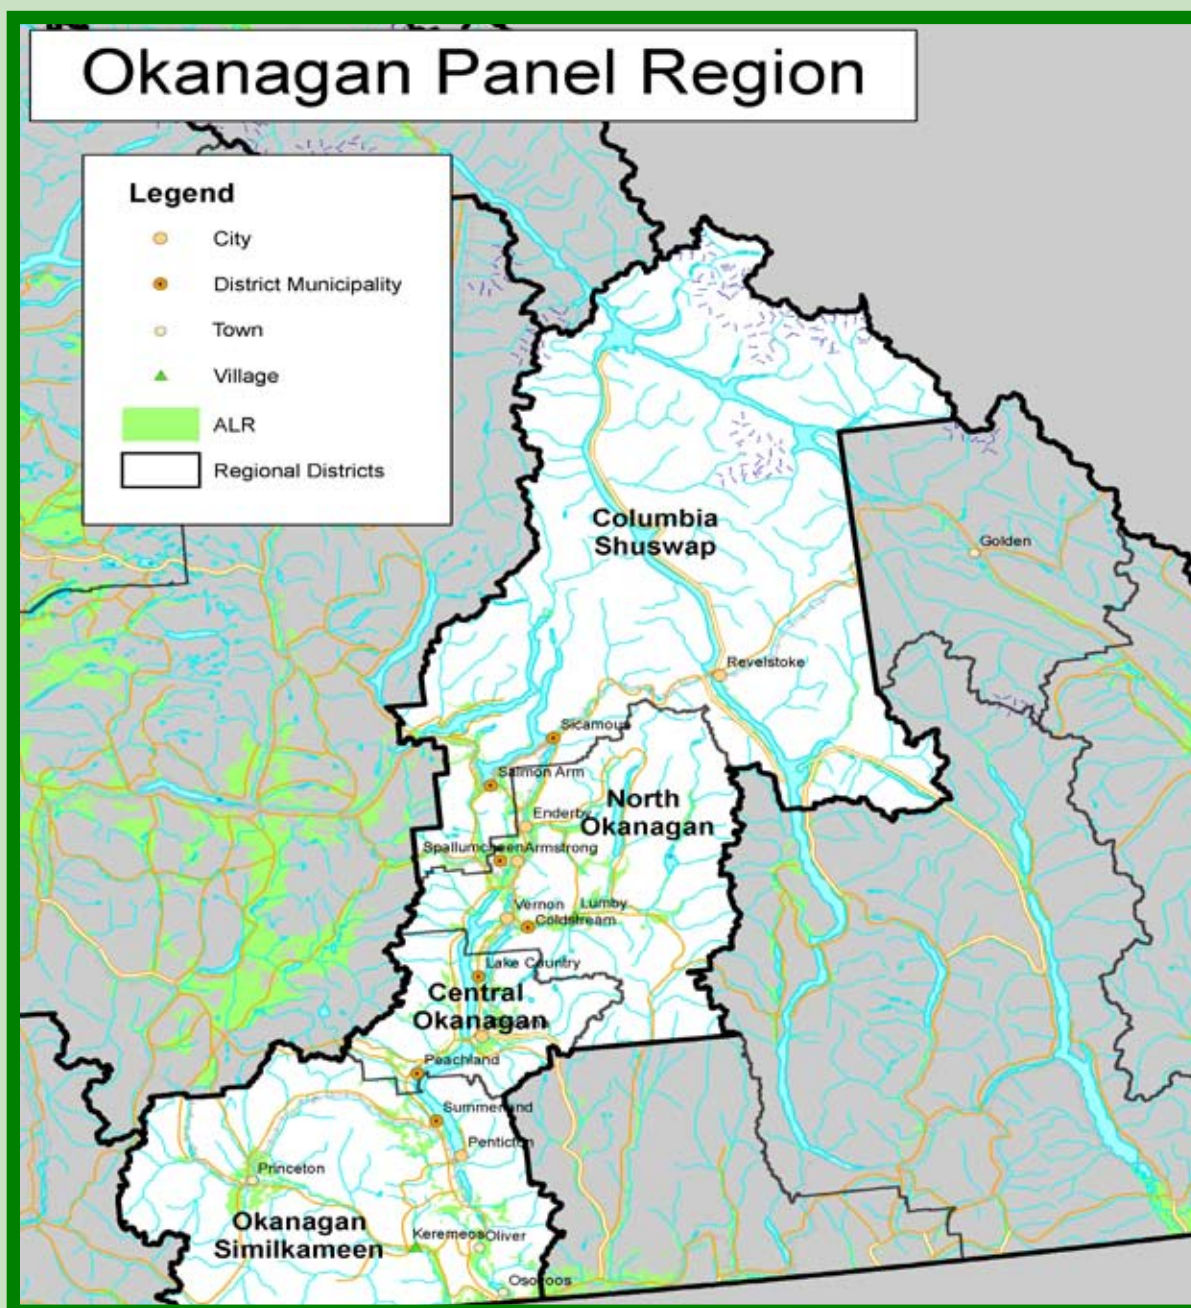 Okanagan Panel Region
Legend
City
District Municipality
Town
Village
ALR
Regional Districts
Columbia
Shuswap
Golden
Revelstoke
Sicamous
Salmon Arm
North
Okanagan
Enderby
Spallumcheen
Armstrong
Vernon
Lumby
Coldstream
Lake Country
Central
Okanagan
Peachland
Summerland
Penticton
Princeton
Okanagan
Similkameen
Keremeos
Oliver
Osoyoos